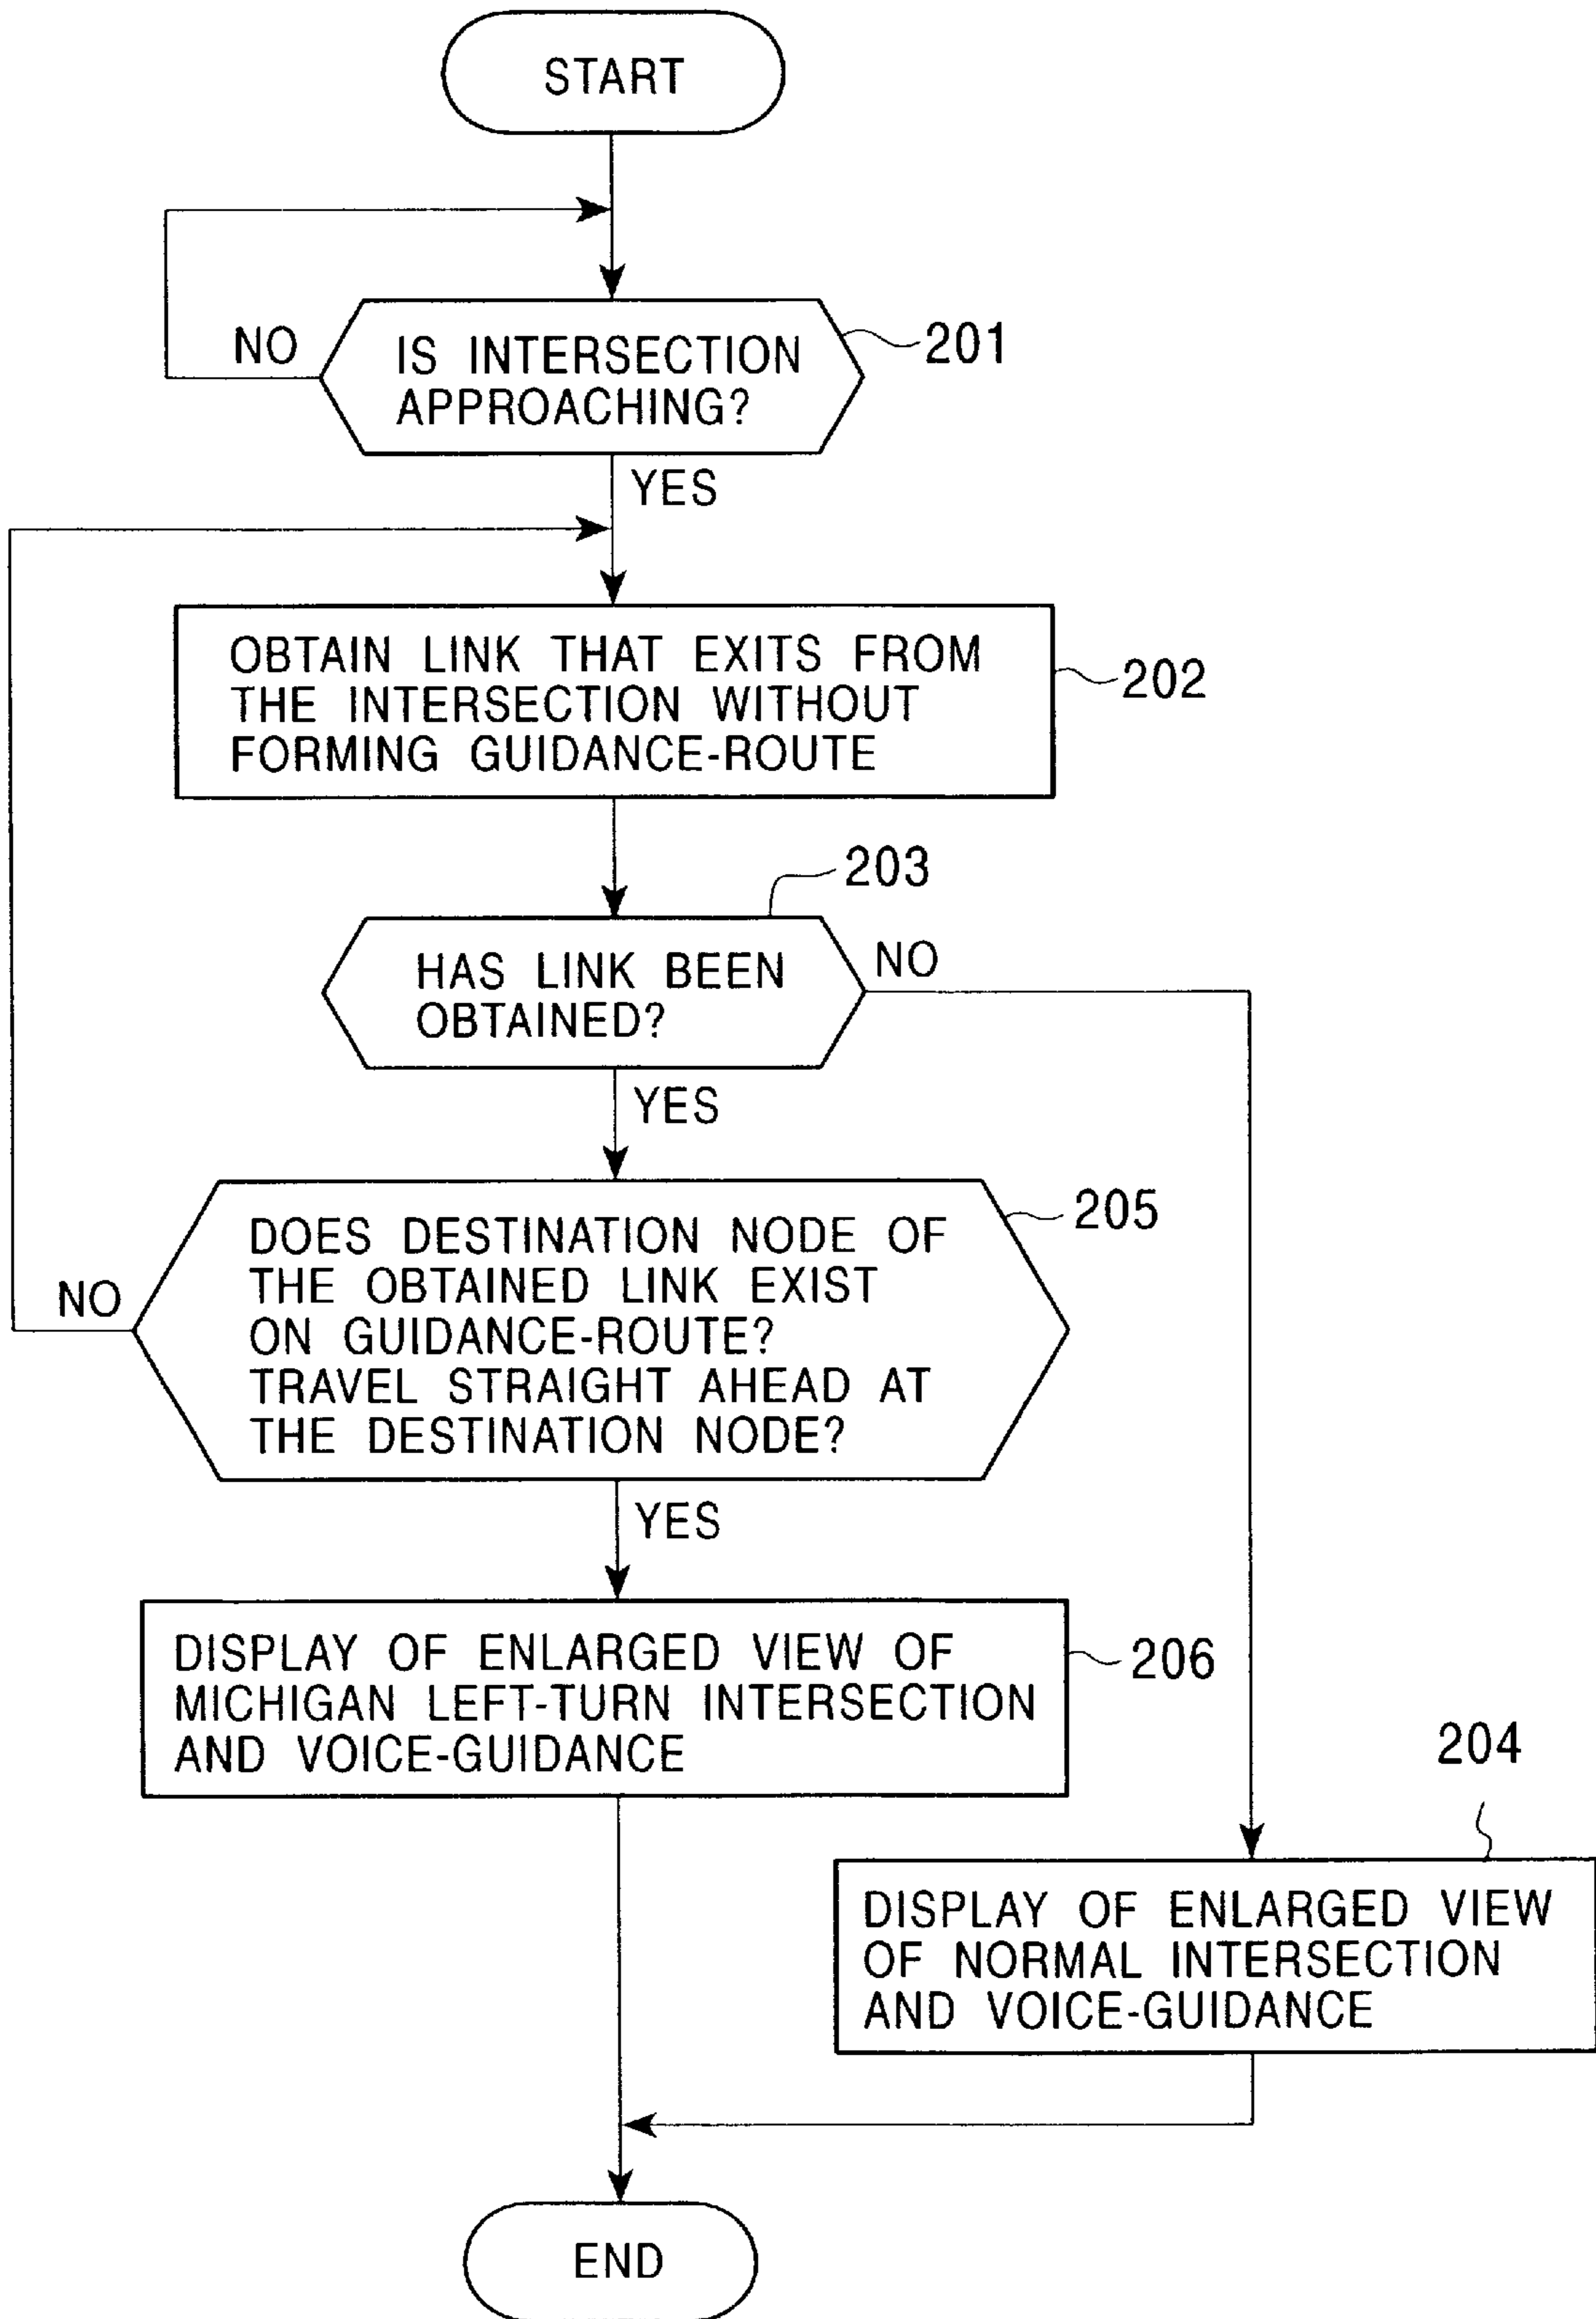 START
NO
IS INTERSECTION
APPROACHING?
201
YES
OBTAIN LINK THAT EXITS FROM
THE INTERSECTION WITHOUT
FORMING GUIDANCE-ROUTE
202
203
HAS LINK BEEN
OBTAINED?
NO
YES
DOES DESTINATION NODE OF
THE OBTAINED LINK EXIST
ON GUIDANCE-ROUTE?
TRAVEL STRAIGHT AHEAD AT
THE DESTINATION NODE?
205
NO
YES
DISPLAY OF ENLARGED VIEW OF
MICHIGAN LEFT-TURN INTERSECTION
AND VOICE-GUIDANCE
206
204
DISPLAY OF ENLARGED VIEW
OF NORMAL INTERSECTION
AND VOICE-GUIDANCE
END